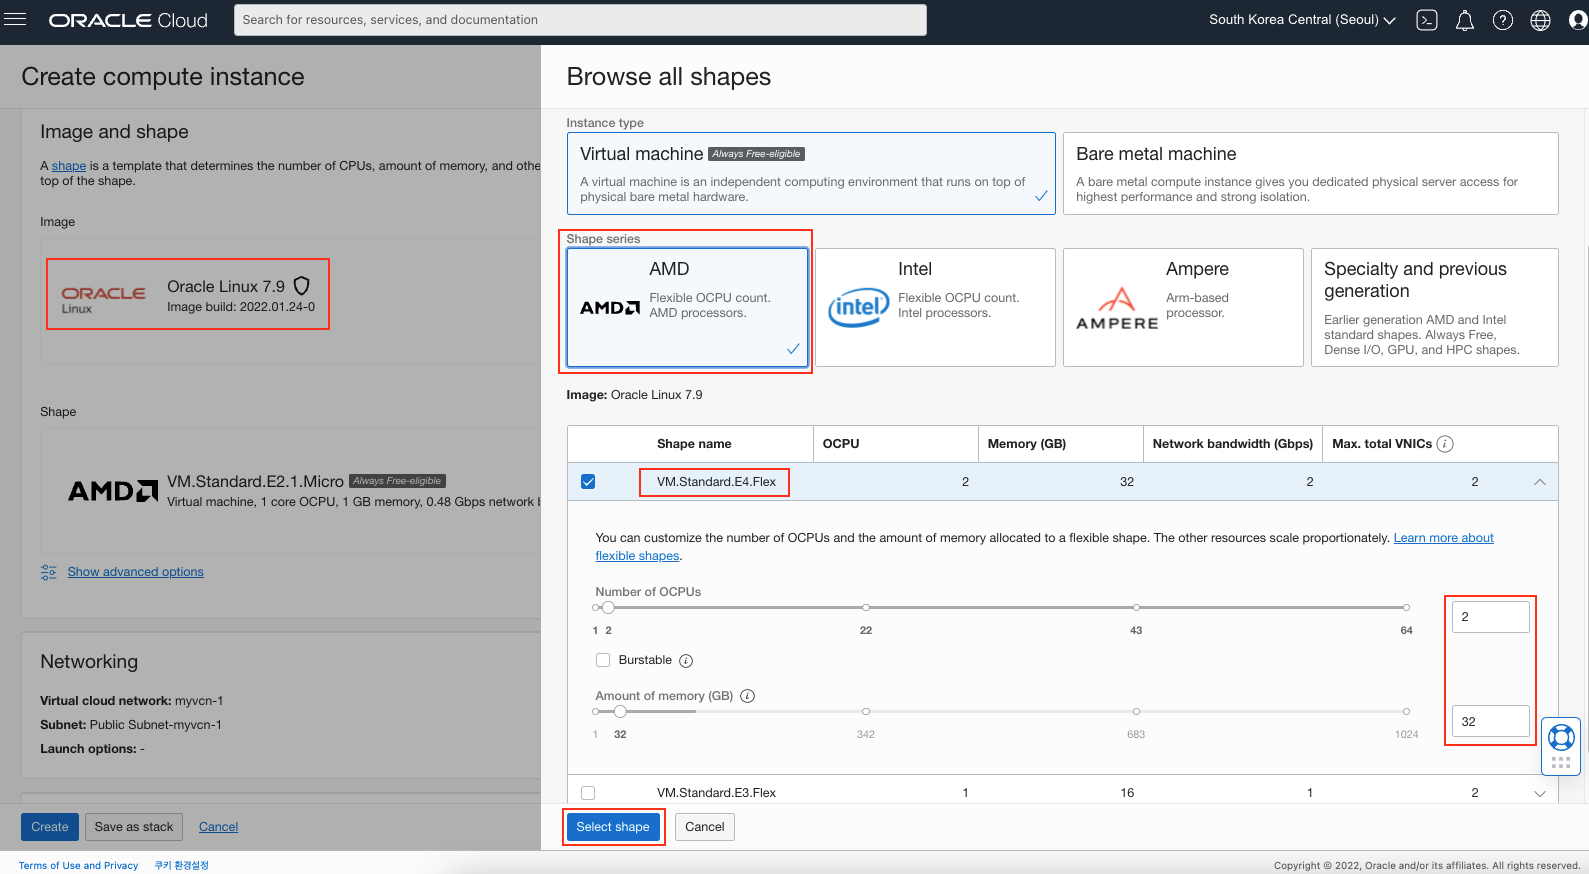 ORACLE Cloud
Search for resources, services, and documentation
South Korea Central (Seoul)
Create compute instance
Image and shape
A shape is a template that determines the number of CPUs, amount of memory, and othe
top of the shape.
Image
ORACLE
Linux
Oracle Linux 7.9
Image build: 2022.01.24-0
Shape
AMD
VM.Standard.E2.1.Micro Always Free-eligible
Virtual machine, 1 core OCPU, 1 GB memory, 0.48 Gbps network b
Show advanced options
Networking
Virtual cloud network: myvcn-1
Subnet: Public Subnet-myvcn-1
Launch options: -
Create
Save as stack
Cancel
Browse all shapes
Instance type
Virtual machine Always Free-eligible
A virtual machine is an independent computing environment that runs on top of
physical bare metal hardware.
Bare metal machine
A bare metal compute instance gives you dedicated physical server access for
highest performance and strong isolation.
Shape series
AMD
AMD
Flexible OCPU count.
AMD processors.
Intel
intel
Flexible OCPU count.
Intel processors.
Ampere
AMPERE
Arm-based
processor.
Specialty and previous
generation
Earlier generation AMD and Intel
standard shapes. Always Free,
Dense I/O, GPU, and HPC shapes.
Image: Oracle Linux 7.9
Shape name OCPU Memory (GB) Network bandwidth (Gbps) Max. total VNICs
VM.Standard.E4.Flex 2 32 2 2
You can customize the number of OCPUs and the amount of memory allocated to a flexible shape. The other resources scale proportionately. Learn more about
flexible shapes.
Number of OCPUs
1 2 22 43 64
2
Burstable
Amount of memory (GB)
1 32 342 683 1024
32
VM.Standard.E3.Flex 1 16 1 2
Select shape
Cancel
Terms of Use and Privacy 쿠키 환경설정
Copyright © 2022, Oracle and/or its affiliates. All rights reserved.